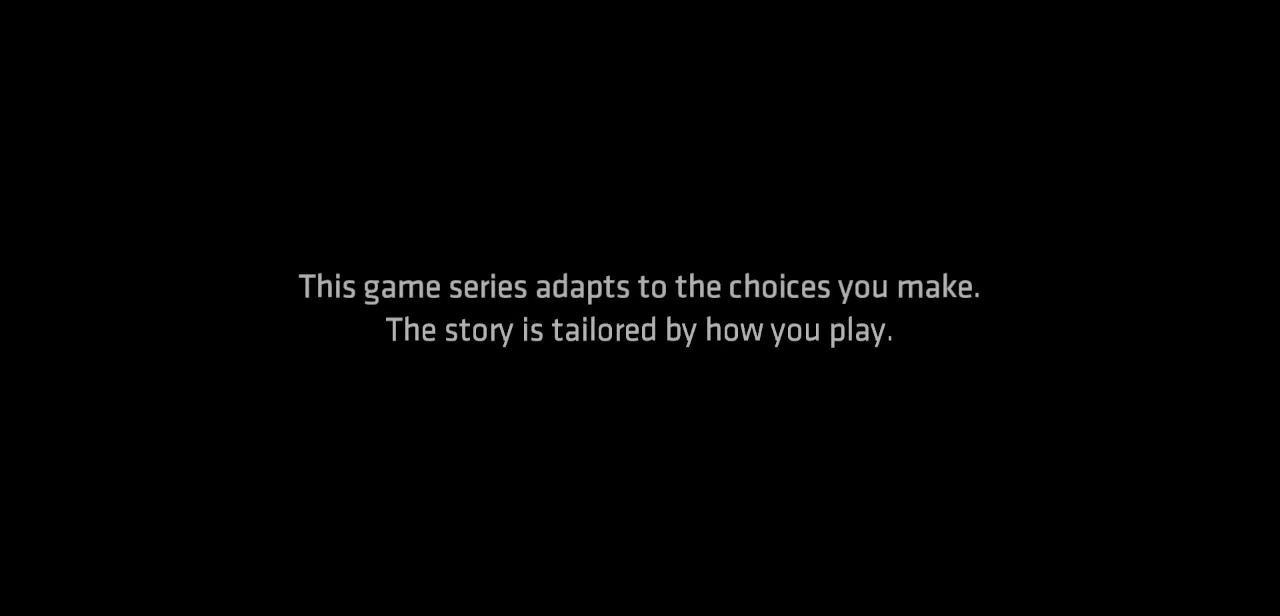 This game series adapts to the choices you make.
The story is tailored by how you play.